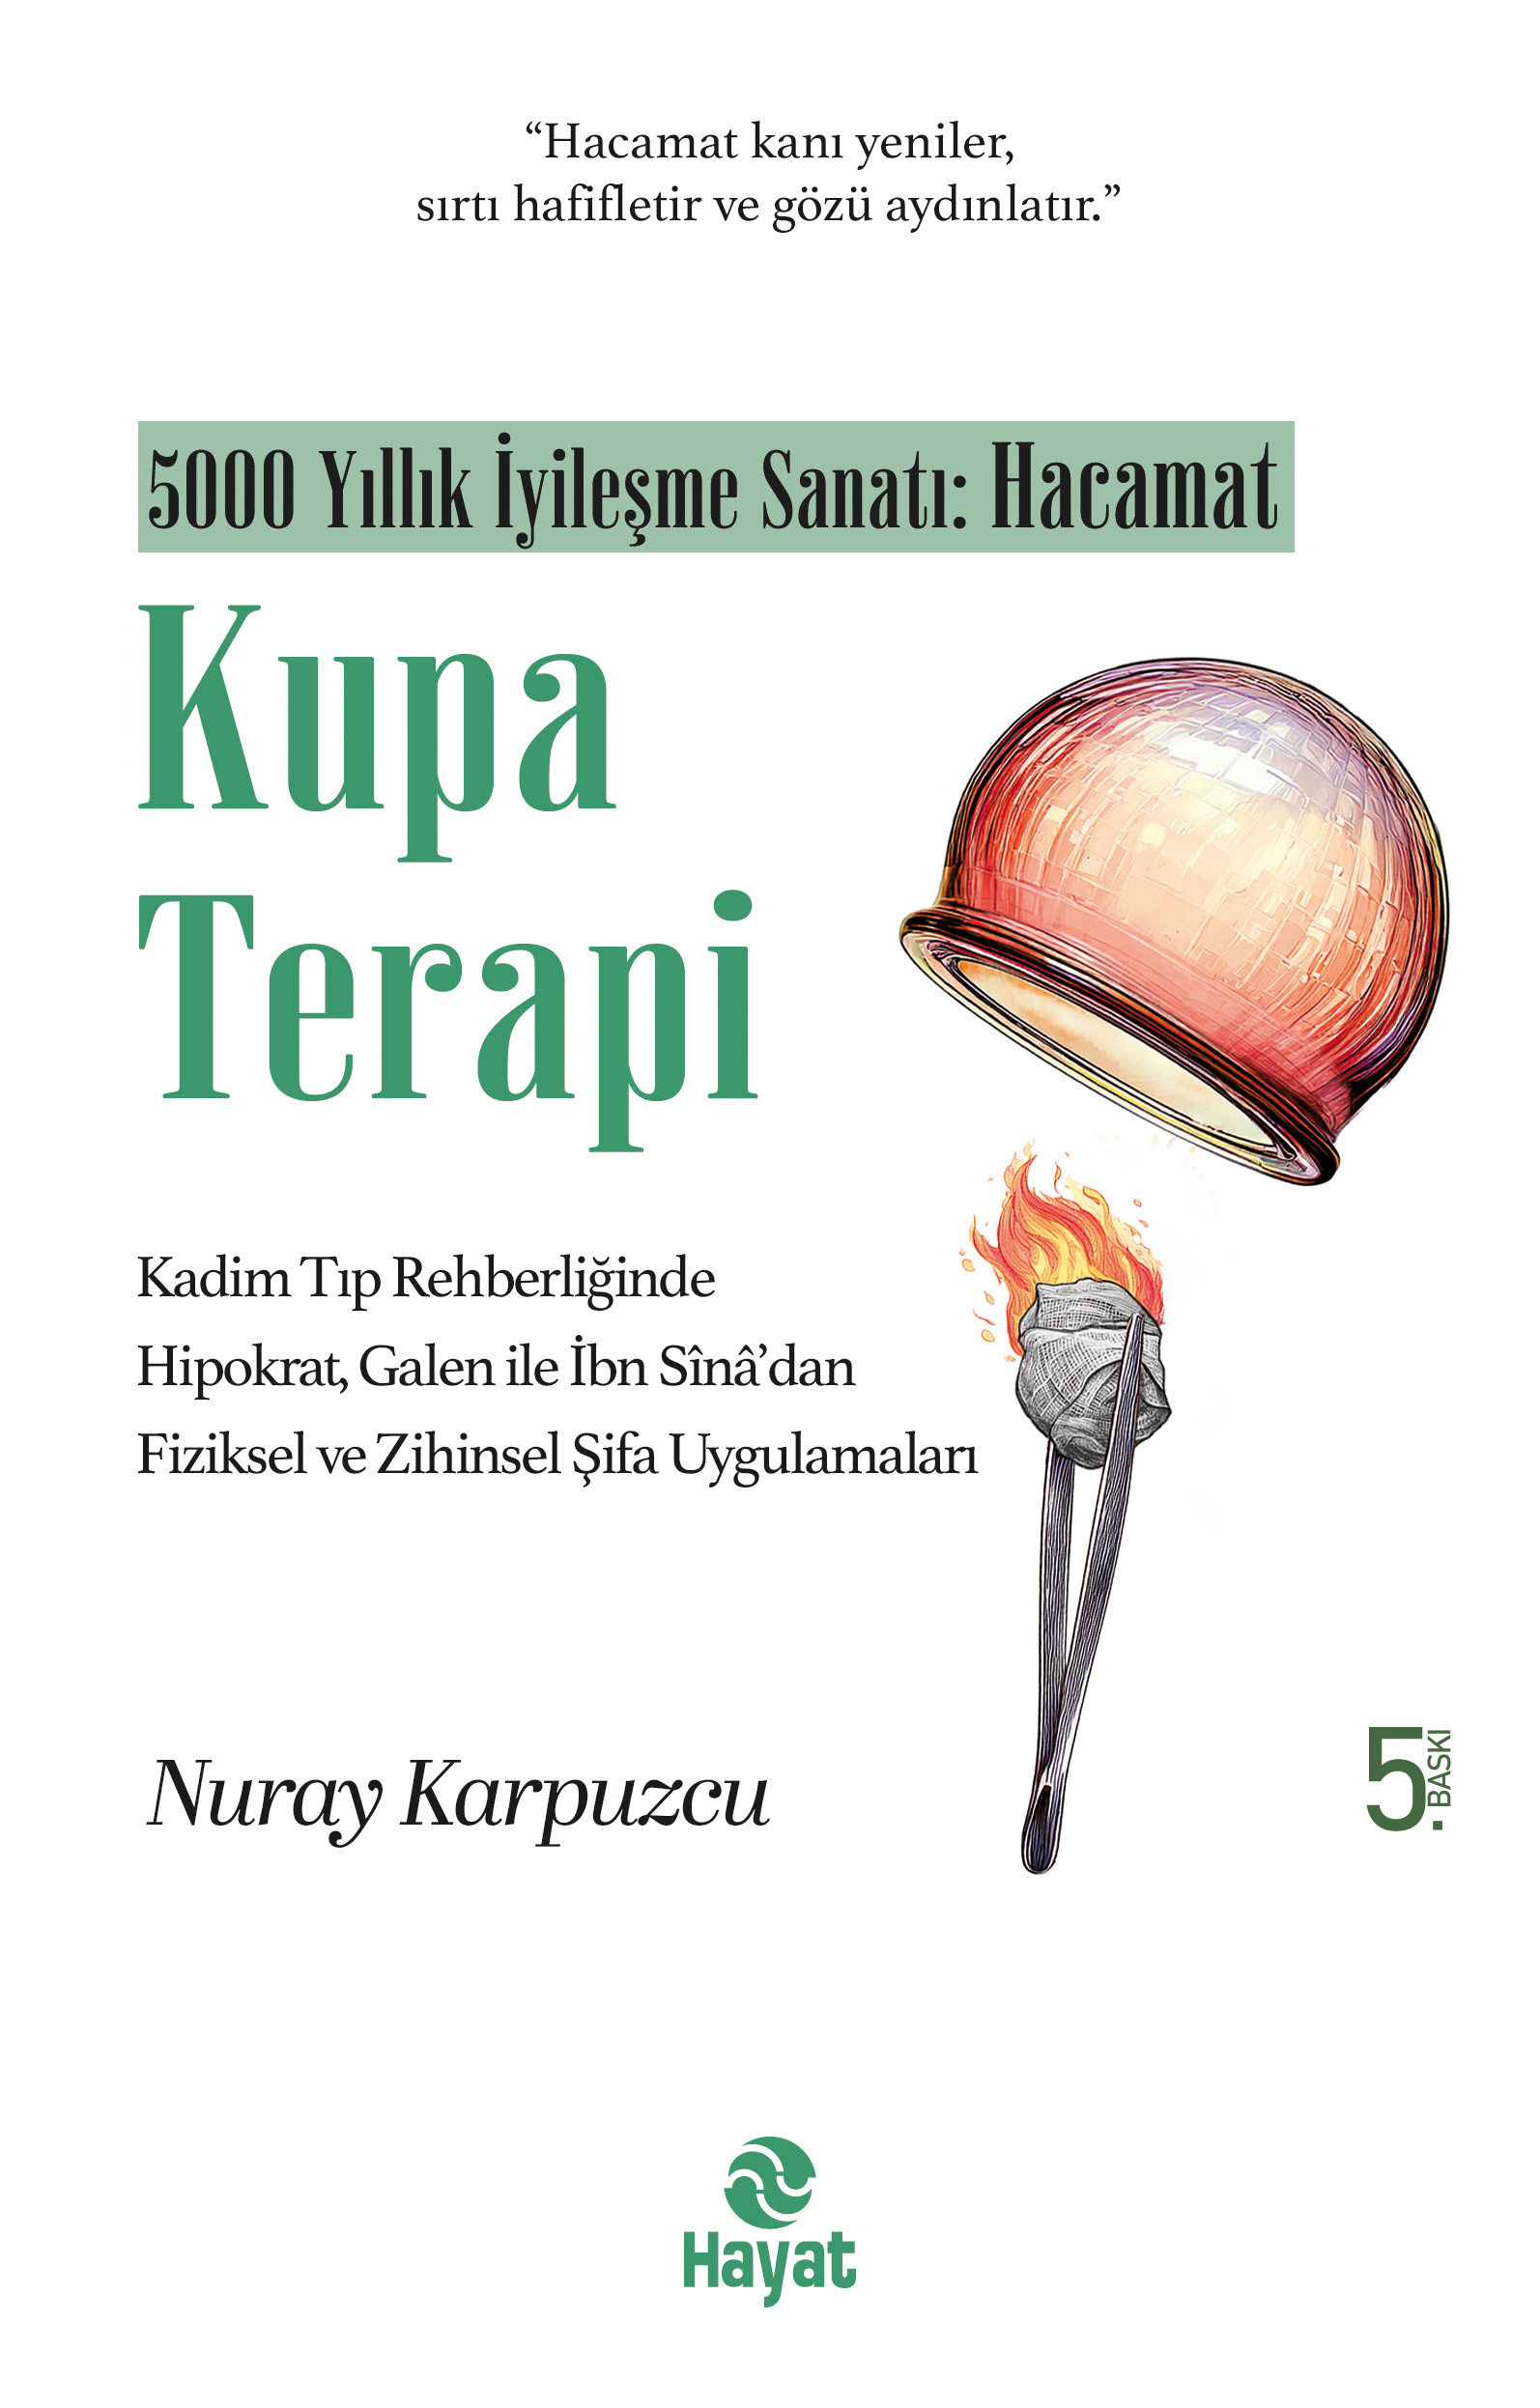 “Hacamat kanı yeniler,
sırtı hafifletir ve gözü aydınlatır.”
5000 Yıllık İyileşme Sanatı: Hacamat
Kupa
Terapi
Kadim Tıp Rehberliğinde
Hipokrat, Galen ile İbn Sînâ’dan
Fiziksel ve Zihinsel Şifa Uygulamaları
Nuray Karpuzcu
5. BASKI
Hayat